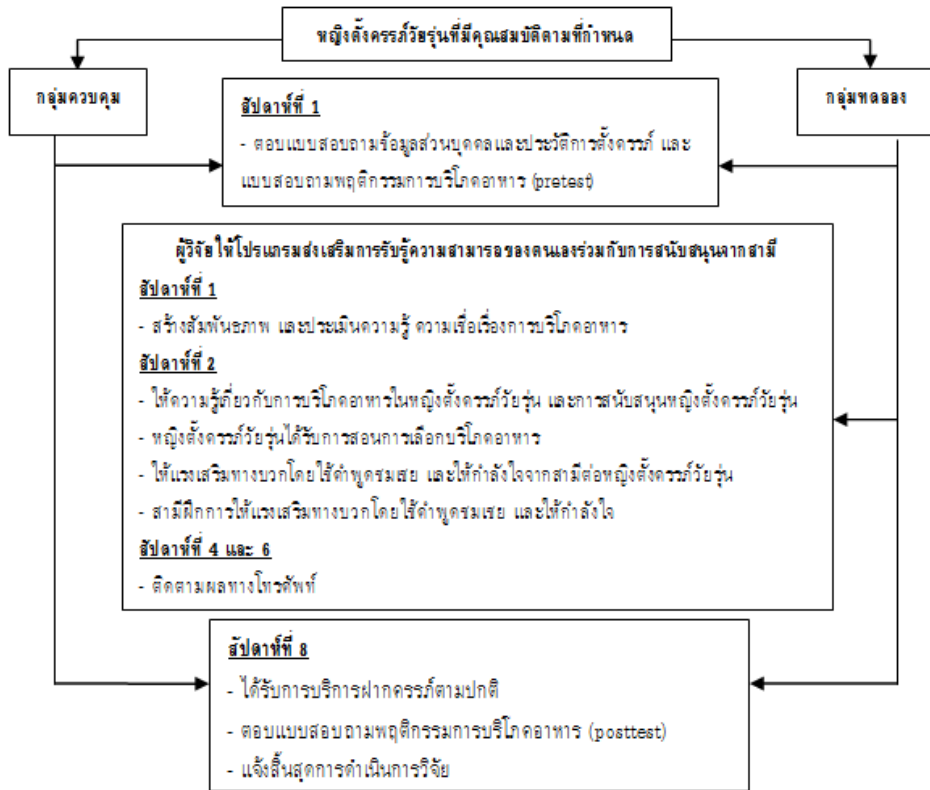 หญิงตั้งครรภ์วัยรุ่นที่มีคุณสมบัติตามที่กำหนด
กลุ่มควบคุม
กลุ่มทดลอง
สัปดาห์ที่ 1
- ตอบแบบสอบถามข้อมูลส่วนบุคคลและประวัติการตั้งครรภ์ และ
แบบสอบถามพฤติกรรมการบริโภคอาหาร (pretest)
ผู้วิจัยให้โปรแกรมส่งเสริมการรับรู้ความสามารถของตนเองร่วมกับการสนับสนุนจากสามี
สัปดาห์ที่ 1
- สร้างสัมพันธภาพ และประเมินความรู้ ความเชื่อเรื่องการบริโภคอาหาร
สัปดาห์ที่ 2
- ให้ความรู้เกี่ยวกับการบริโภคอาหารในหญิงตั้งครรภ์วัยรุ่น และการสนับสนุนหญิงตั้งครรภ์วัยรุ่น
- หญิงตั้งครรภ์วัยรุ่นได้รับการสอนการเลือกบริโภคอาหาร
- ให้แรงเสริมทางบวกโดยใช้คำพูดชมเชย และให้กำลังใจจากสามีต่อหญิงตั้งครรภ์วัยรุ่น
- สามีฝึกการให้แรงเสริมทางบวกโดยใช้คำพูดชมเชย และให้กำลังใจ
สัปดาห์ที่ 4 และ 6
- ติดตามผลทางโทรศัพท์
สัปดาห์ที่ 8
- ได้รับการบริการฝากครรภ์ตามปกติ
- ตอบแบบสอบถามพฤติกรรมการบริโภคอาหาร (posttest)
- แจ้งสิ้นสุดการดำเนินการวิจัย